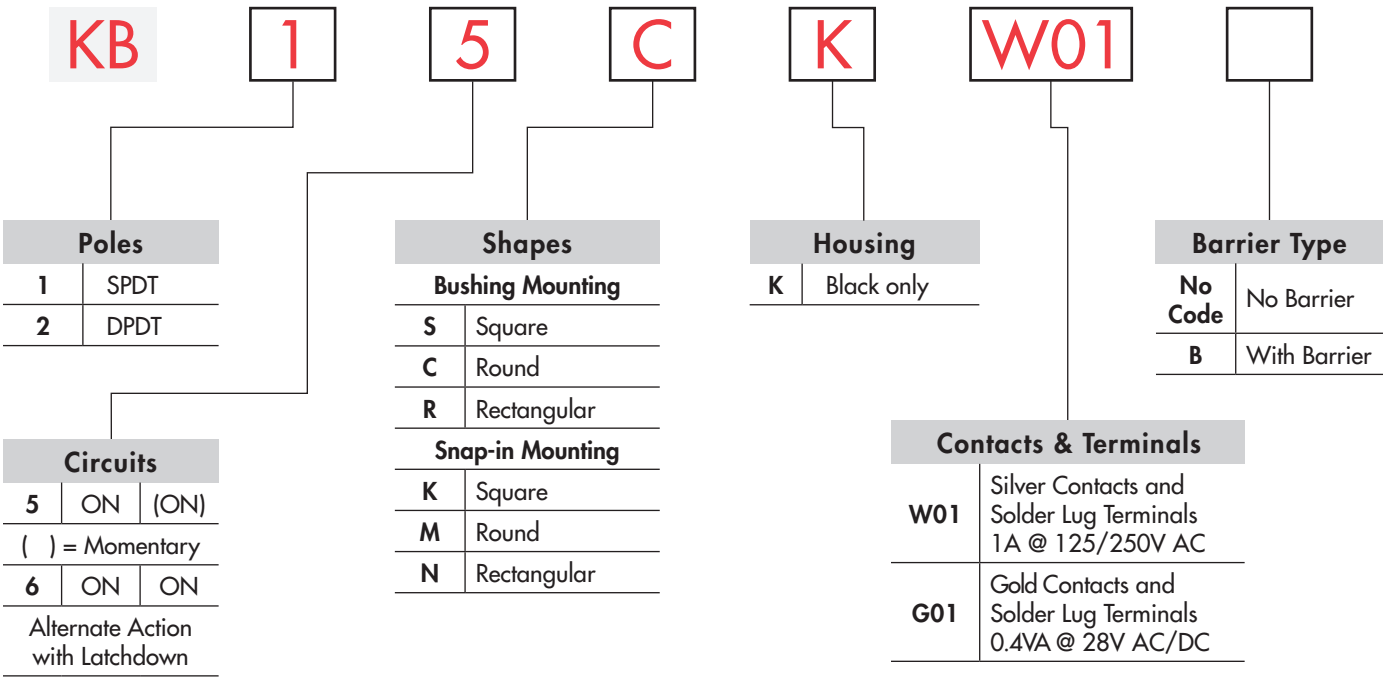 KB 1 5 C K W01
Poles
1 SPDT
2 DPDT
Circuits
5 ON (ON)
( ) = Momentary
6 ON ON
Alternate Action
with Latchdown
Shapes
Bushing Mounting
S Square
C Round
R Rectangular
Snap-in Mounting
K Square
M Round
N Rectangular
Housing
K Black only
Contacts & Terminals
W01 Silver Contacts and
Solder Lug Terminals
1A @ 125/250V AC
G01 Gold Contacts and
Solder Lug Terminals
0.4VA @ 28V AC/DC
Barrier Type
No
Code
No Barrier
B With Barrier